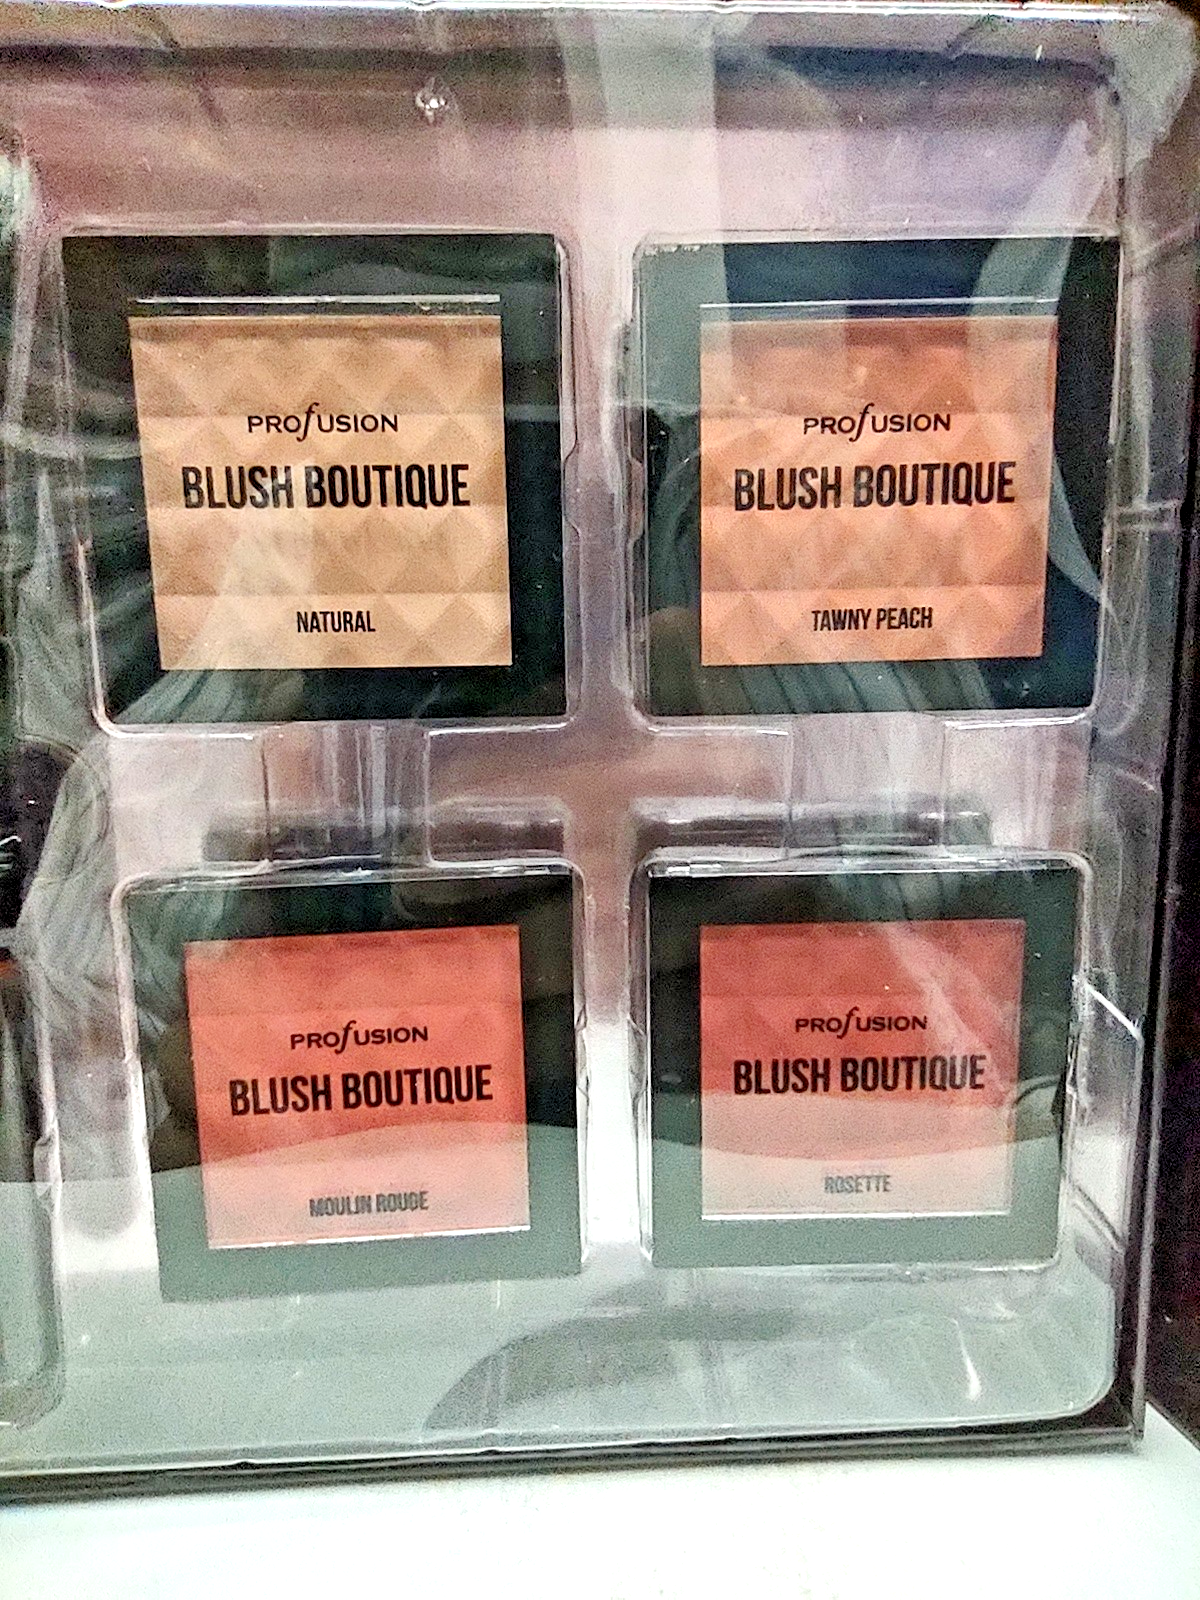 PROFUSION
BLUSH BOUTIQUE
NATURAL
PROFUSION
BLUSH BOUTIQUE
TAWNY PEACH
PROFUSION
BLUSH BOUTIQUE
MOULIN ROUGE
PROFUSION
BLUSH BOUTIQUE
ROSETTE